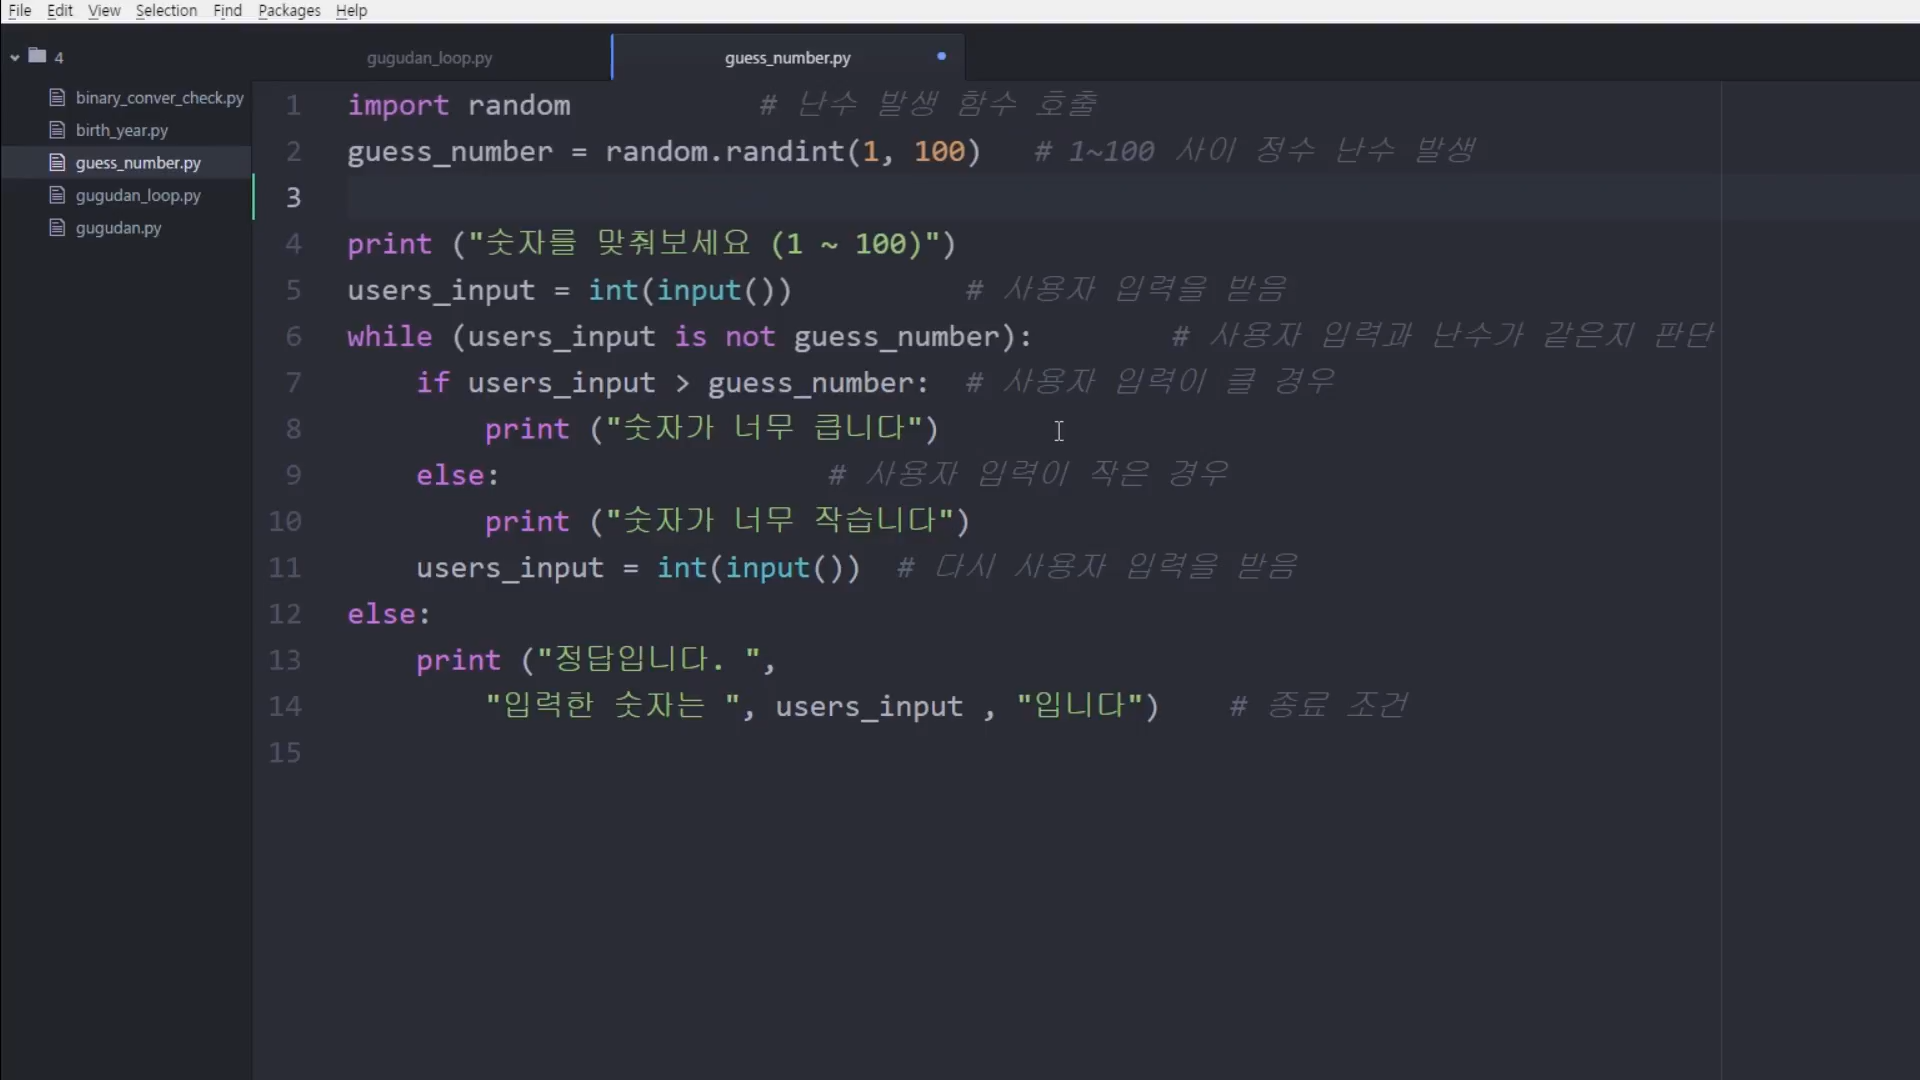 File Edit View Selection Find Packages Help
4
binary_conver_check.py
birth_year.py
guess_number.py
gugudan_loop.py
gugudan.py
gugudan_loop.py guess_number.py
1 import random # 난수 발생 함수 호출
2 guess_number = random.randint(1, 100) # 1~100 사이 정수 난수 발생
3
4 print ("숫자를 맞춰보세요 (1 ~ 100)")
5 users_input = int(input()) # 사용자 입력을 받음
6 while (users_input is not guess_number): # 사용자 입력과 난수가 같은지 판단
7 if users_input > guess_number: # 사용자 입력이 클 경우
8 print ("숫자가 너무 큽니다")
9 else: # 사용자 입력이 작은 경우
10 print ("숫자가 너무 작습니다")
11 users_input = int(input()) # 다시 사용자 입력을 받음
12 else:
13 print ("정답입니다. ",
14 "입력한 숫자는 ", users_input , "입니다") # 종료 조건
15